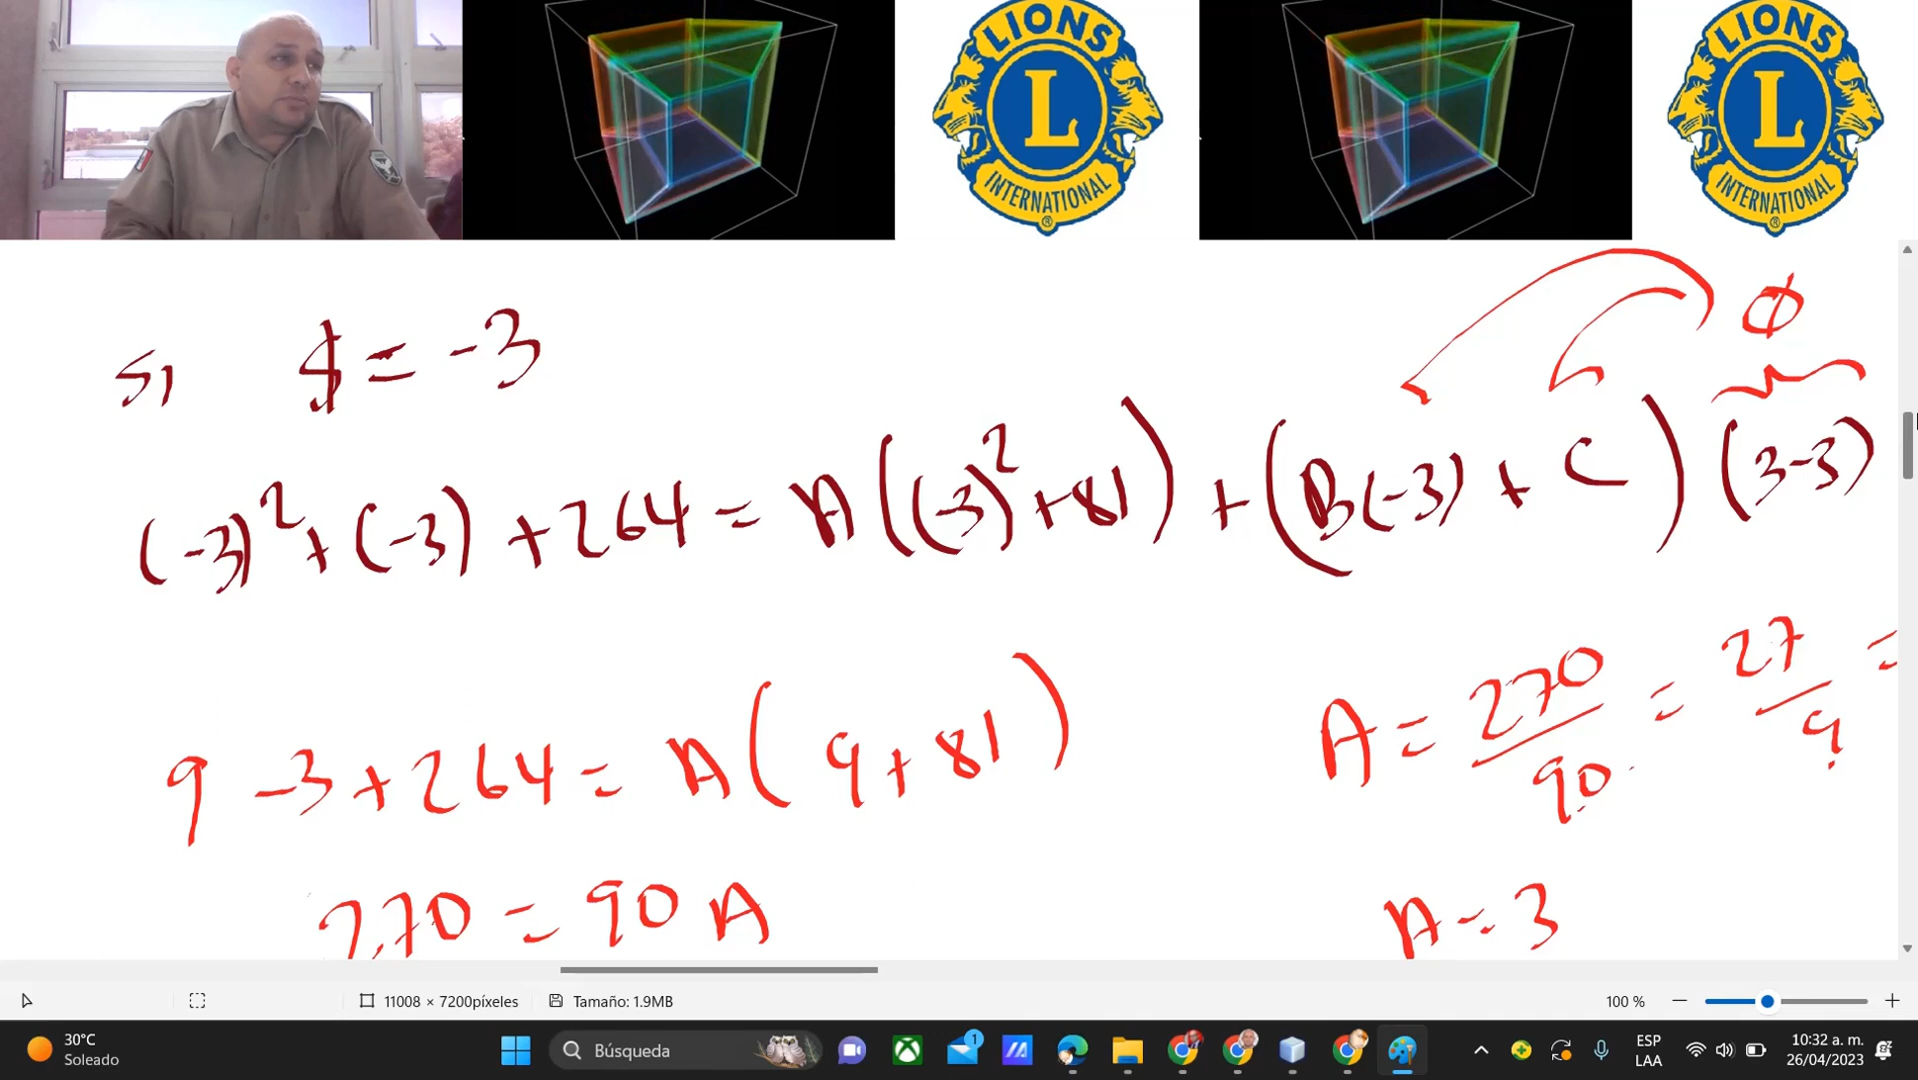 LIONS
L
INTERNATIONAL
®
LIONS
L
INTERNATIONAL
®
SI $ = -3
∅
(-3)² + (-3) + 264 = A((-3)² + 81) + (B(-3) + C)(3-3)
9 -3 + 264 = A(9 + 81)
A = 270/90 = 27/9 =
270 = 90 A
A = 3
11008 × 7200píxeles
Tamaño: 1.9MB
100 %
30°C
Soleado
Búsqueda
1
ESP
LAA
10:32 a. m.
26/04/2023